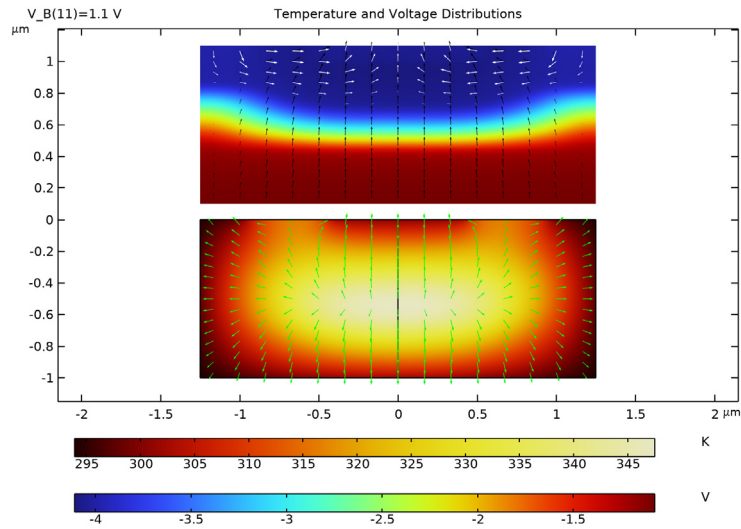 V_B(11)=1.1 V
Temperature and Voltage Distributions
µm
1
0.8
0.6
0.4
0.2
0
-0.2
-0.4
-0.6
-0.8
-1
-2 -1.5 -1 -0.5 0 0.5 1 1.5 2 µm
K
295 300 305 310 315 320 325 330 335 340 345
V
-4 -3.5 -3 -2.5 -2 -1.5